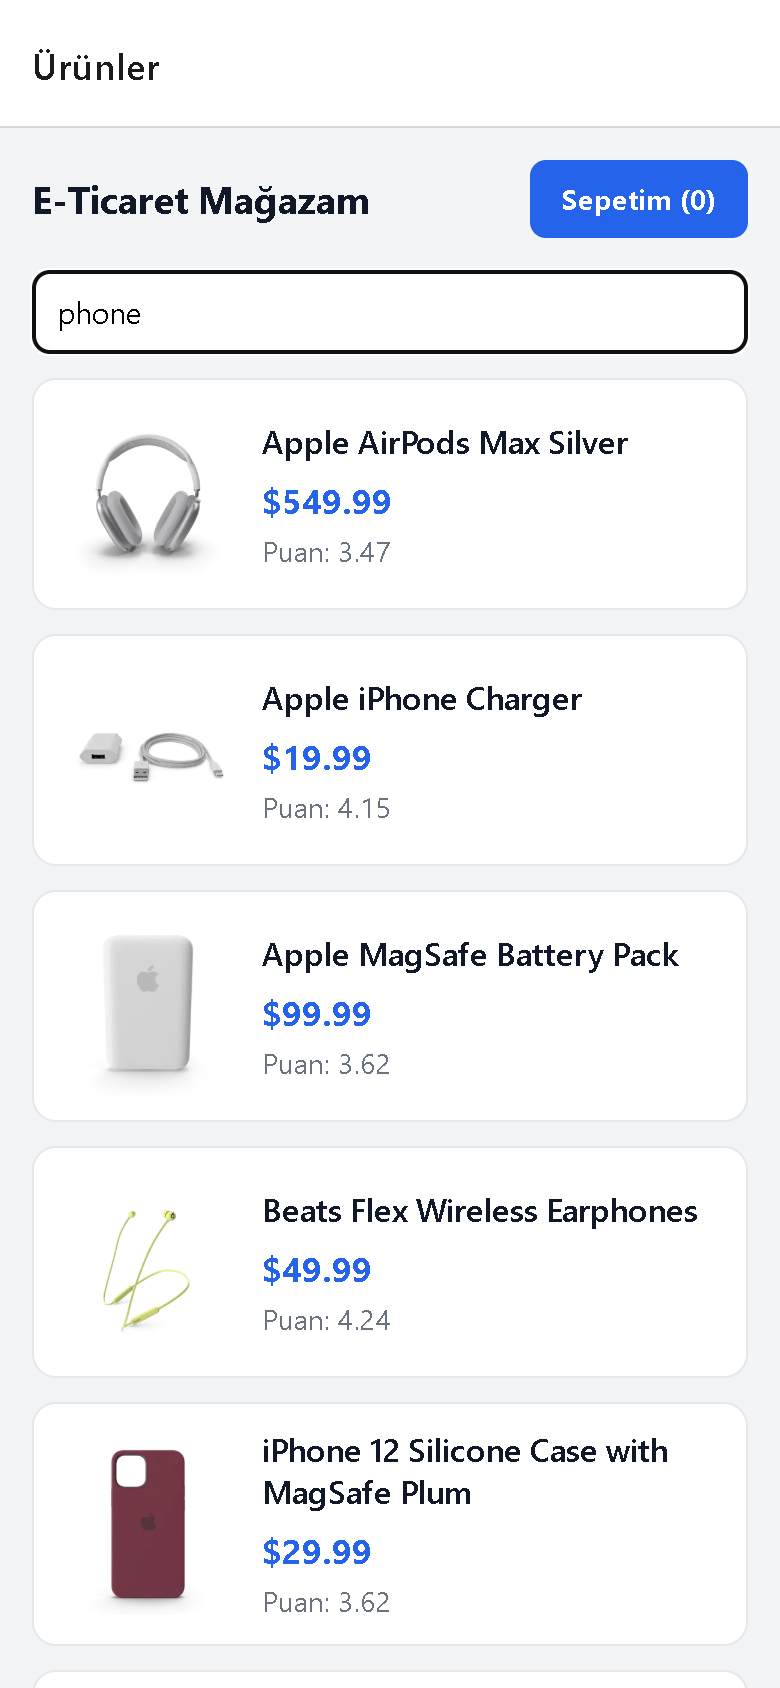 Ürünler
E-Ticaret Mağazam
Sepetim (0)
phone
Apple AirPods Max Silver
$549.99
Puan: 3.47
Apple iPhone Charger
$19.99
Puan: 4.15
Apple MagSafe Battery Pack
$99.99
Puan: 3.62
Beats Flex Wireless Earphones
$49.99
Puan: 4.24
iPhone 12 Silicone Case with
MagSafe Plum
$29.99
Puan: 3.62